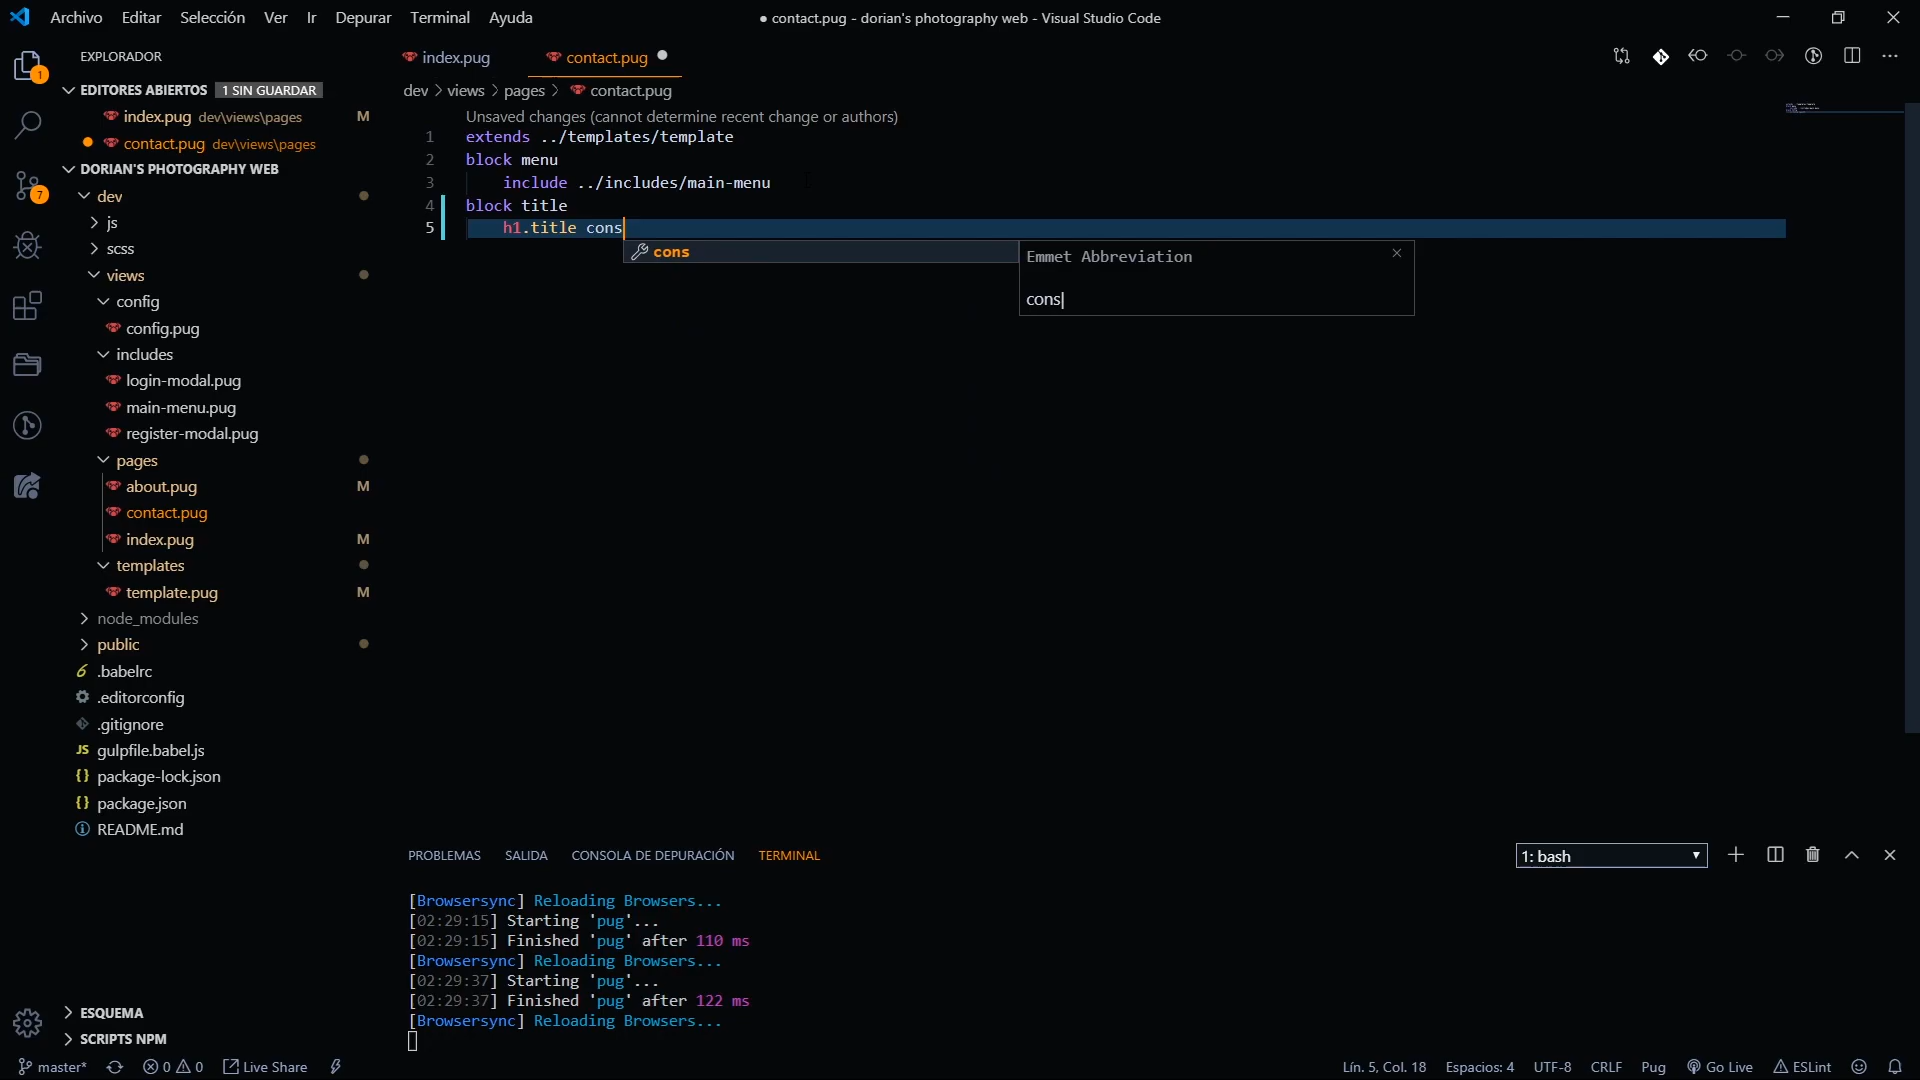 Archivo Editar Selección Ver Ir Depurar Terminal Ayuda
● contact.pug - dorian's photography web - Visual Studio Code
EXPLORADOR
1
EDITORES ABIERTOS 1 SIN GUARDAR
index.pug dev\views\pages M
contact.pug dev\views\pages
DORIAN'S PHOTOGRAPHY WEB
7
dev
js
scss
views
config
config.pug
includes
login-modal.pug
main-menu.pug
register-modal.pug
pages
about.pug M
contact.pug
index.pug M
templates
template.pug M
node_modules
public
.babelrc
.editorconfig
.gitignore
JS gulpfile.babel.js
{} package-lock.json
{} package.json
README.md
ESQUEMA
SCRIPTS NPM
index.pug contact.pug
dev > views > pages > contact.pug
Unsaved changes (cannot determine recent change or authors)
1 extends ../templates/template
2 block menu
3 include ../includes/main-menu
4 block title
5 h1.title cons
cons
Emmet Abbreviation
cons|
PROBLEMAS SALIDA CONSOLA DE DEPURACIÓN TERMINAL
1: bash
[Browsersync] Reloading Browsers...
[02:29:15] Starting 'pug'...
[02:29:15] Finished 'pug' after 110 ms
[Browsersync] Reloading Browsers...
[02:29:37] Starting 'pug'...
[02:29:37] Finished 'pug' after 122 ms
[Browsersync] Reloading Browsers...
master* 0 0 Live Share
Lín. 5, Col. 18 Espacios: 4 UTF-8 CRLF Pug Go Live ESLint